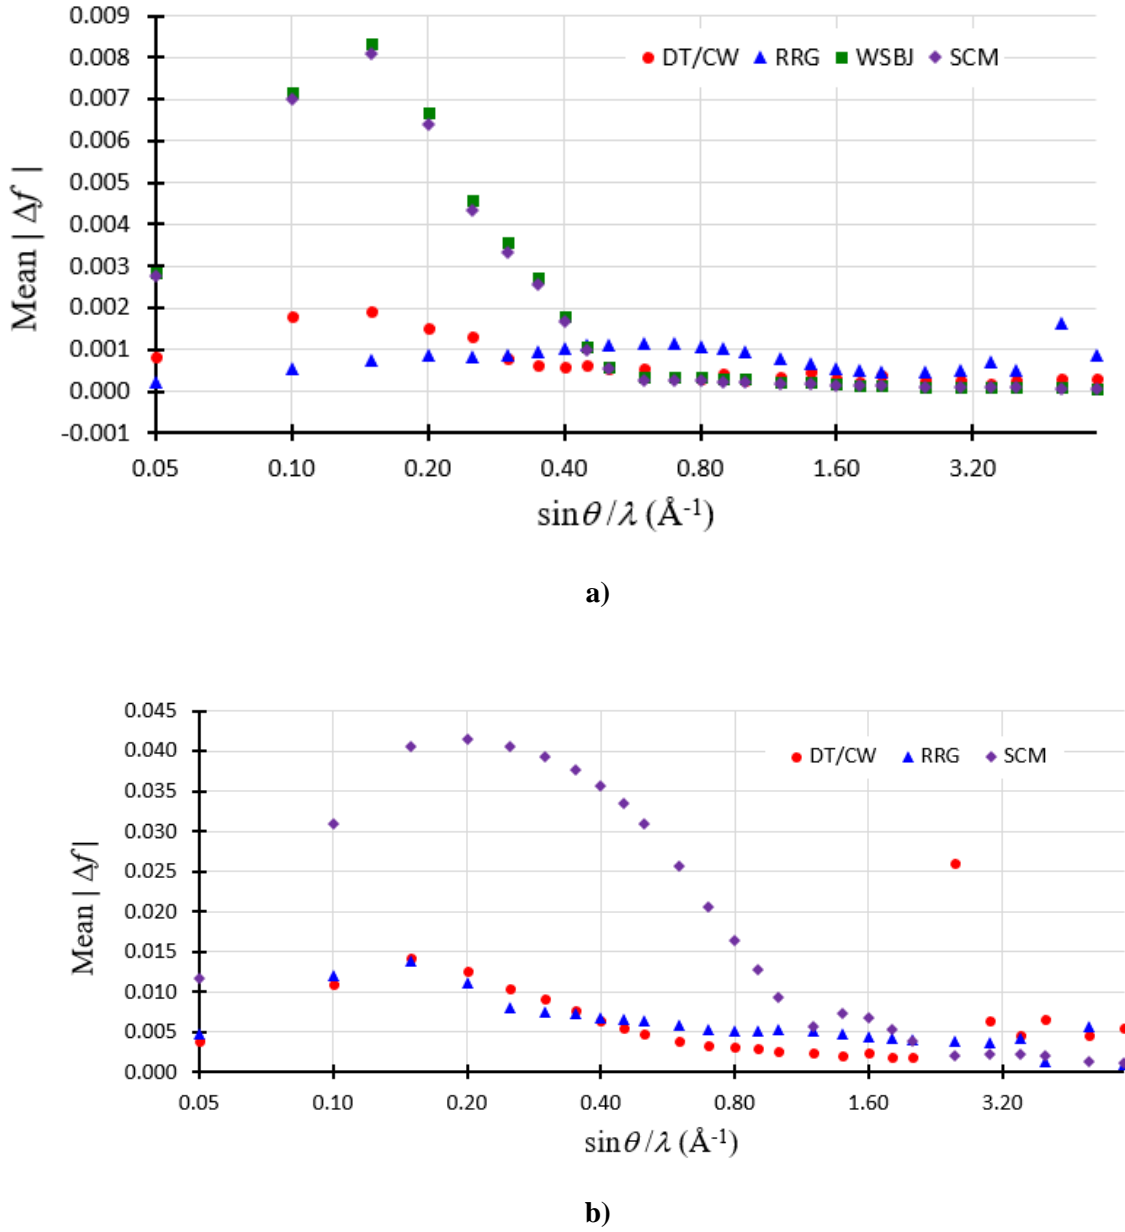 0.009
0.008
0.007
0.006
0.005
0.004
0.003
0.002
0.001
0.000
-0.001
Mean | Δf |
DT/CW RRG WSBJ SCM
0.05 0.10 0.20 0.40 0.80 1.60 3.20
sinθ/λ (Å-1)
a)
0.045
0.040
0.035
0.030
0.025
0.020
0.015
0.010
0.005
0.000
Mean | Δf |
DT/CW RRG SCM
0.05 0.10 0.20 0.40 0.80 1.60 3.20
sinθ/λ (Å-1)
b)